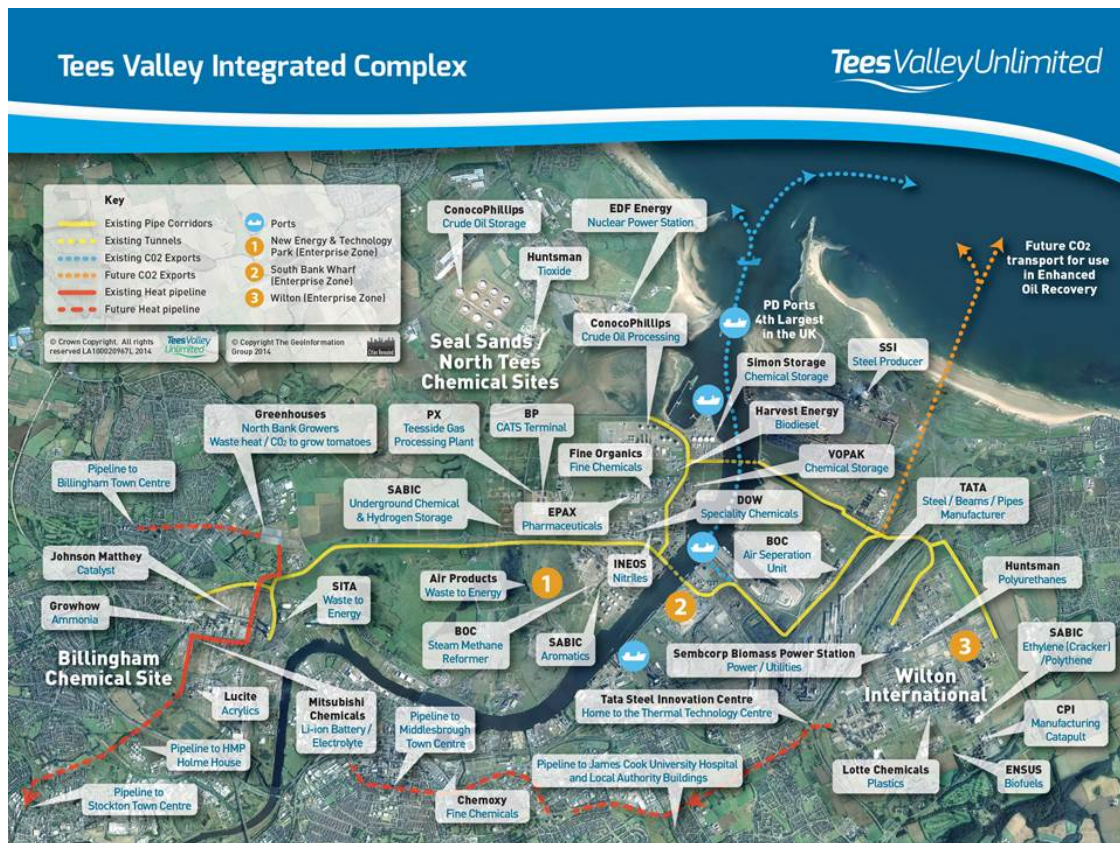 Tees Valley Integrated Complex
TeesValleyUnlimited
Key
Existing Pipe Corridors
Existing Tunnels
Existing CO2 Exports
Future CO2 Exports
Existing Heat pipeline
Future Heat pipeline
Ports
1 New Energy & Technology
Park (Enterprise Zone)
2 South Bank Wharf
(Enterprise Zone)
3 Wilton (Enterprise Zone)
© Crown Copyright. All rights
reserved LA100020967L, 2014
TeesValley
Unlimited
© Copyright The GeoInformation
Group 2014
ConocoPhillips
Crude Oil Storage
EDF Energy
Nuclear Power Station
Huntsman
Tioxide
Future CO₂
transport for use
in Enhanced
Oil Recovery
ConocoPhillips
Crude Oil Processing
PD Ports
4th Largest
in the UK
Seal Sands /
North Tees
Chemical Sites
Simon Storage
Chemical Storage
SSI
Steel Producer
Greenhouses
North Bank Growers
Waste heat / CO₂ to grow tomatoes
PX
Teesside Gas
Processing Plant
BP
CATS Terminal
Harvest Energy
Biodiesel
Fine Organics
Fine Chemicals
VOPAK
Chemical Storage
Pipeline to
Billingham Town Centre
SABIC
Underground Chemical
& Hydrogen Storage
EPAX
Pharmaceuticals
DOW
Speciality Chemicals
TATA
Steel / Beams / Pipes
Manufacturer
Johnson Matthey
Catalyst
BOC
Air Seperation
Unit
INEOS
Nitriles
Huntsman
Polyurethanes
Air Products
Waste to Energy
1
SITA
Waste to
Energy
Growhow
Ammonia
2
BOC
Steam Methane
Reformer
SABIC
Aromatics
3
SABIC
Ethylene (Cracker)
/Polythene
Billingham
Chemical Site
Sembcorp Biomass Power Station
Power / Utilities
Wilton
International
Lucite
Acrylics
Mitsubishi
Chemicals
Li-ion Battery /
Electrolyte
Pipeline to
Middlesbrough
Town Centre
Tata Steel Innovation Centre
Home to the Thermal Technology Centre
CPI
Manufacturing
Catapult
Pipeline to HMP
Holme House
Pipeline to James Cook University Hospital
and Local Authority Buildings
Lotte Chemicals
Plastics
ENSUS
Biofuels
Pipeline to
Stockton Town Centre
Chemoxy
Fine Chemicals